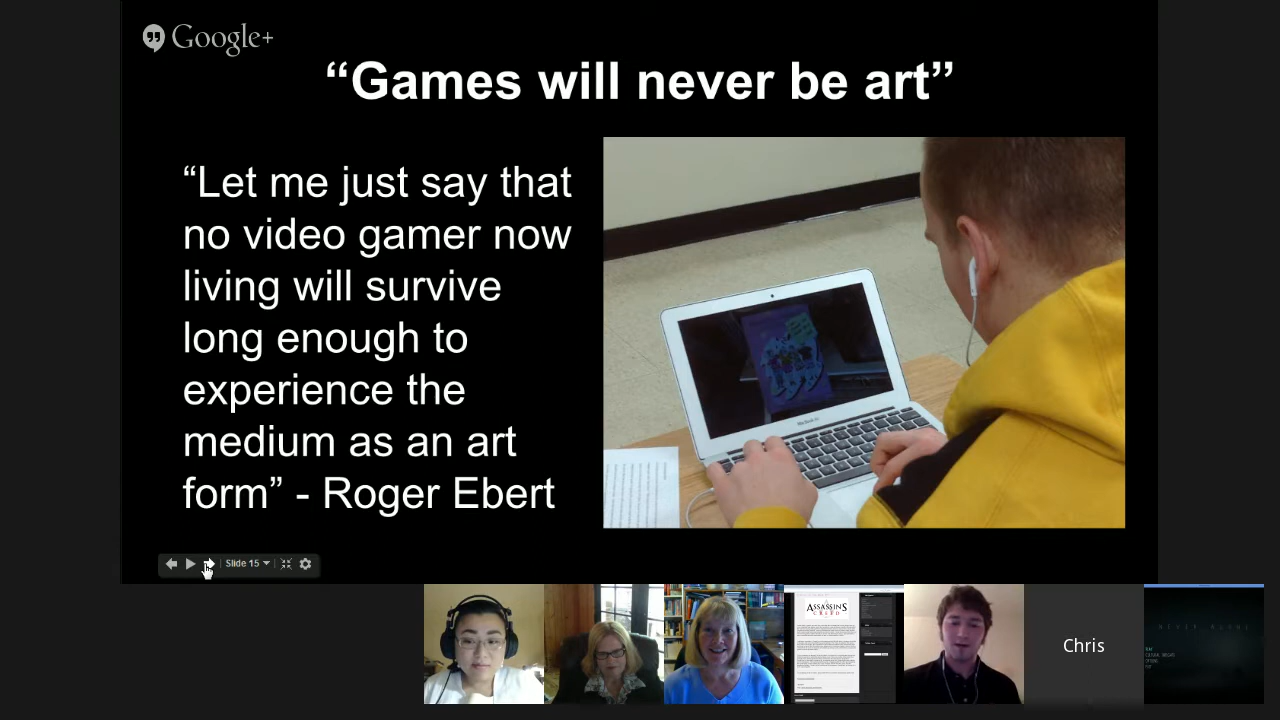 Google+
“Games will never be art”
“Let me just say that
no video gamer now
living will survive
long enough to
experience the
medium as an art
form” - Roger Ebert
Slide 15
ASSASSINS
CREED
Chris